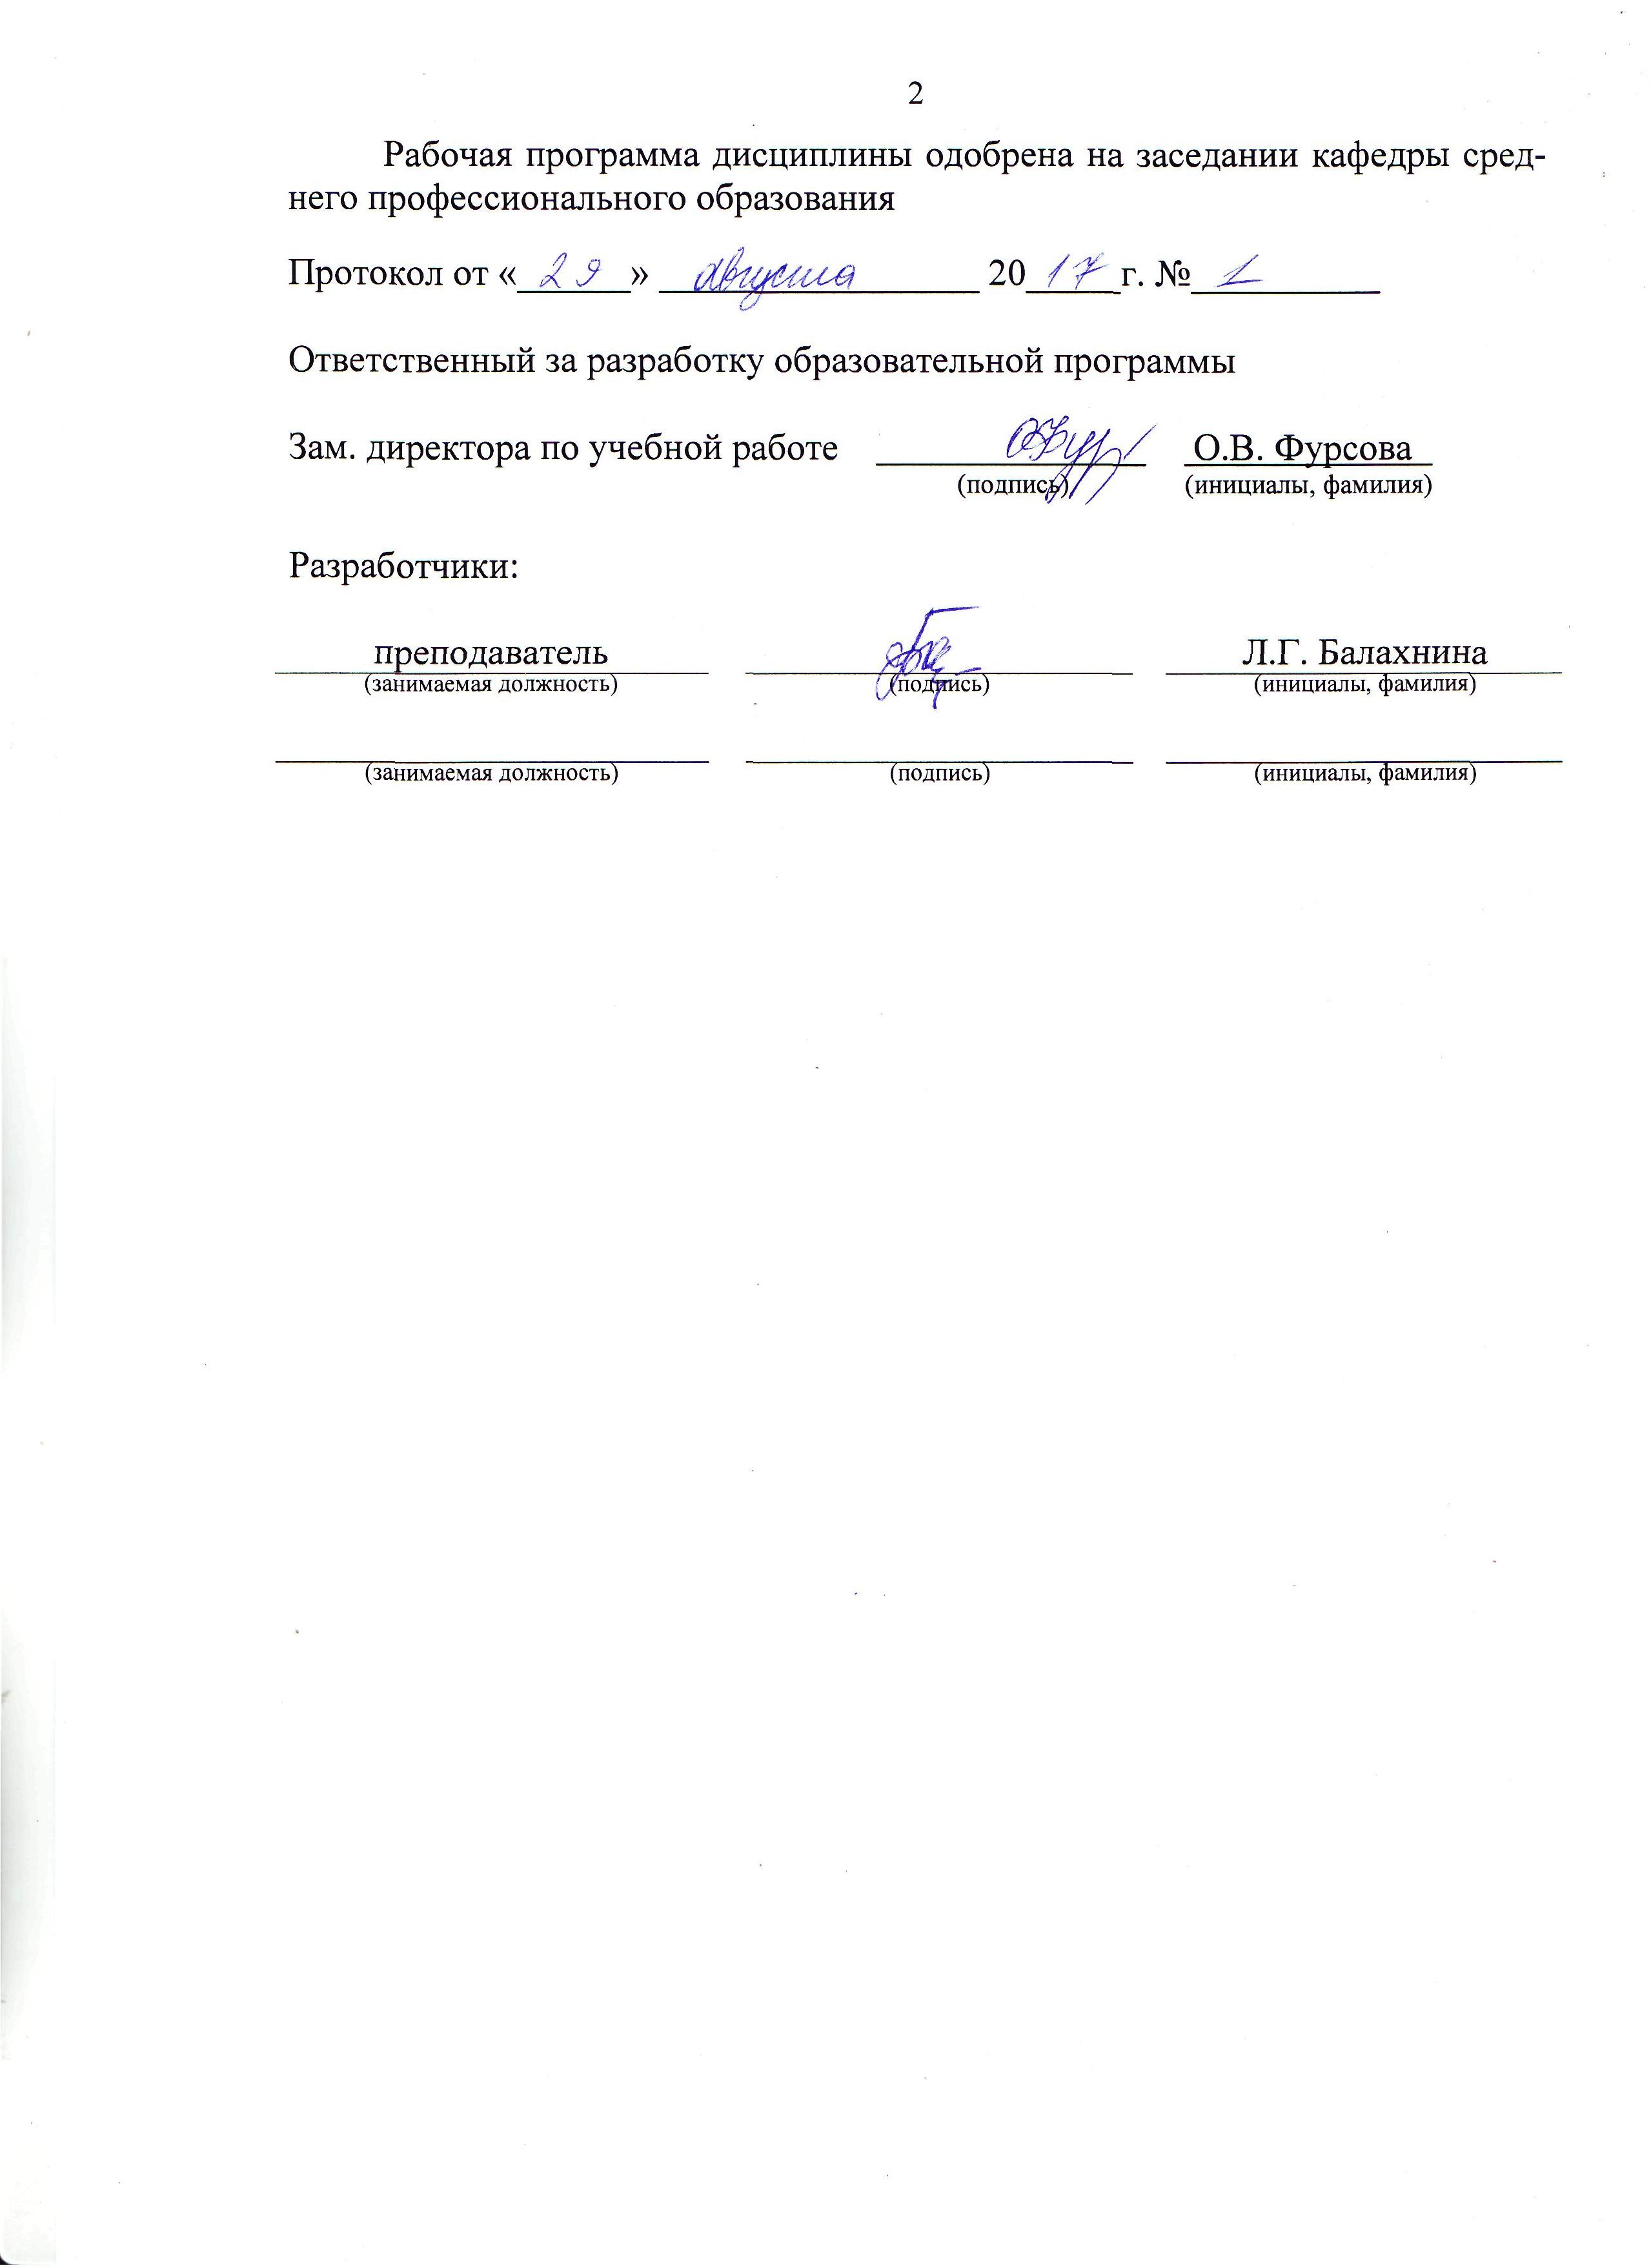 2
Рабочая программа дисциплины одобрена на заседании кафедры сред-
него профессионального образования
Протокол от « 29 » августа 2017 г. № 1
Ответственный за разработку образовательной программы
Зам. директора по учебной работе О.В. Фурсова
(подпись) (инициалы, фамилия)
Разработчики:
преподаватель Л.Г. Балахнина
(занимаемая должность) (подпись) (инициалы, фамилия)
(занимаемая должность) (подпись) (инициалы, фамилия)